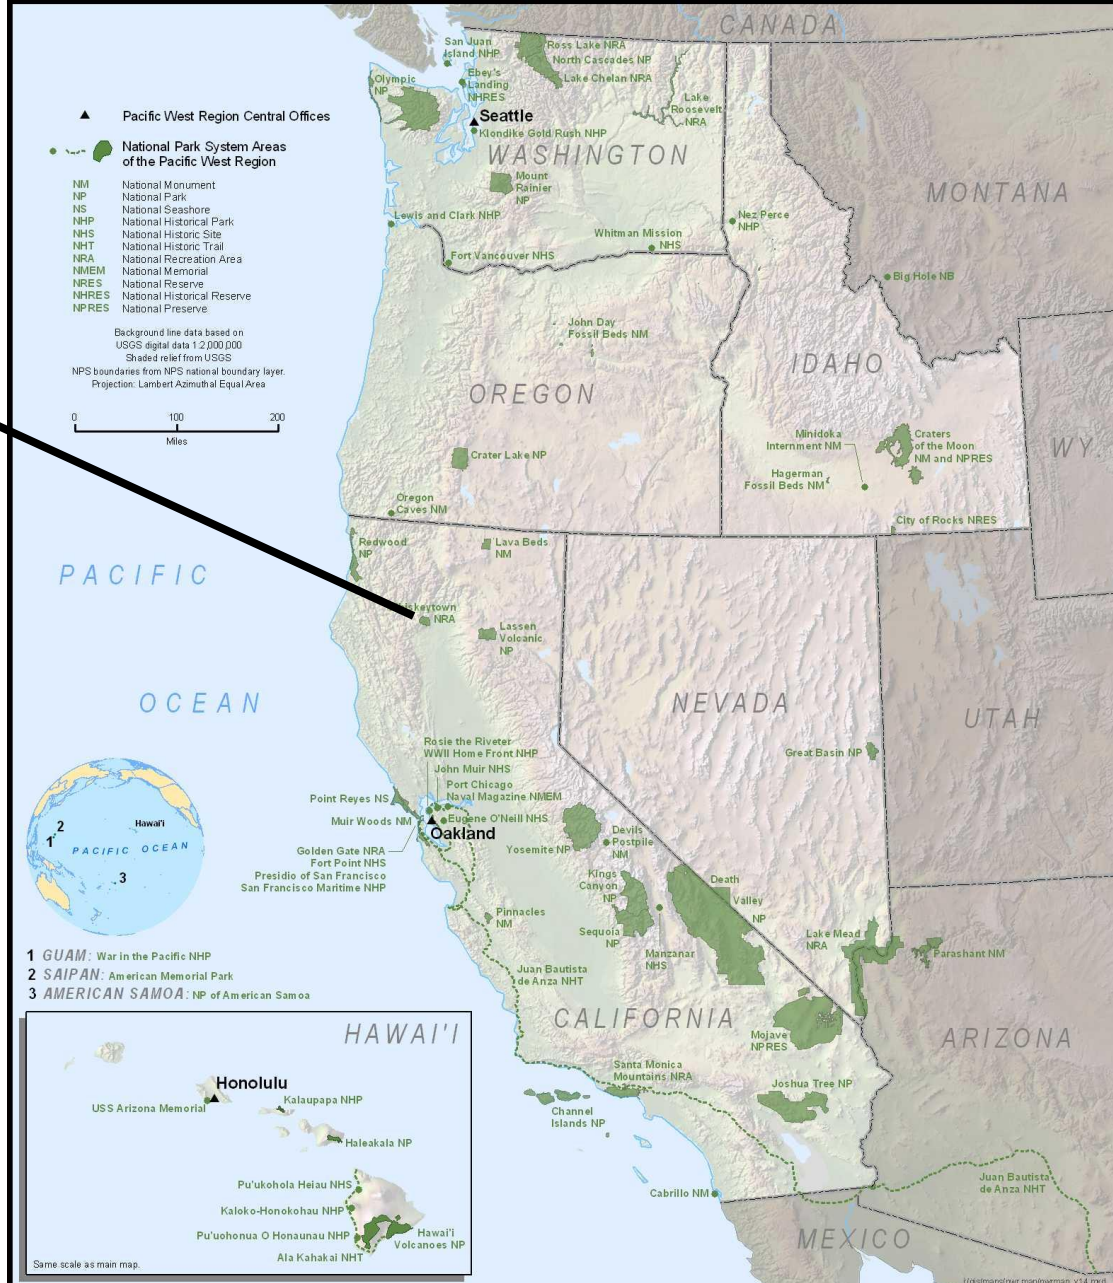 CANADA
San Juan
Island NHP
Ross Lake NRA
North Cascades NP
Lake Chelan NRA
Ebey's
Landing
NHRES
Olympic
NP
Lake
Roosevelt
NRA
Seattle
Klondike Gold Rush NHP
WASHINGTON
Mount
Rainier
NP
MONTANA
Lewis and Clark NHP
Nez Perce
NHP
Whitman Mission
NHS
Fort Vancouver NHS
Big Hole NB
Pacific West Region Central Offices
National Park System Areas
of the Pacific West Region
NM National Monument
NP National Park
NS National Seashore
NHP National Historical Park
NHS National Historic Site
NHT National Historic Trail
NRA National Recreation Area
NMEM National Memorial
NRES National Reserve
NHRES National Historical Reserve
NPRES National Preserve
Background line data based on
USGS digital data 1:2,000,000
Shaded relief from USGS
NPS boundaries from NPS national boundary layer.
Projection: Lambert Azimuthal Equal Area
0 100 200
Miles
John Day
Fossil Beds NM
IDAHO
OREGON
WY
Minidoka
Internment NM
Craters
of the Moon
NM and NPRES
Hagerman
Fossil Beds NM
Crater Lake NP
Oregon
Caves NM
City of Rocks NRES
Redwood
NP
Lava Beds
NM
PACIFIC
OCEAN
NRA
Lassen
Volcanic
NP
NEVADA
UTAH
Great Basin NP
Rosie the Riveter
WWII Home Front NHP
John Muir NHS
Port Chicago
Naval Magazine NMEM
Point Reyes NS
Muir Woods NM
Eugene O'Neill NHS
Oakland
Golden Gate NRA
Fort Point NHS
Presidio of San Francisco
San Francisco Maritime NHP
Yosemite NP
Devils
Postpile
NM
Kings
Canyon
NP
Sequoia
NP
Manzanar
NHS
Death
Valley
NP
Lake Mead
NRA
Parashant NM
Pinnacles
NM
Juan Bautista
de Anza NHT
CALIFORNIA
Mojave
NPRES
ARIZONA
Santa Monica
Mountains NRA
Joshua Tree NP
Channel
Islands NP
Cabrillo NM
Juan Bautista
de Anza NHT
MEXICO
Hawai'i
PACIFIC OCEAN
1
2
3
1 GUAM: War in the Pacific NHP
2 SAIPAN: American Memorial Park
3 AMERICAN SAMOA: NP of American Samoa
HAWAI'I
Honolulu
USS Arizona Memorial
Kalaupapa NHP
Haleakala NP
Pu'ukohola Heiau NHS
Kaloko-Honokohau NHP
Pu'uohonua O Honaunau NHP
Hawai'i
Volcanoes NP
Ala Kahakai NHT
Same scale as main map.